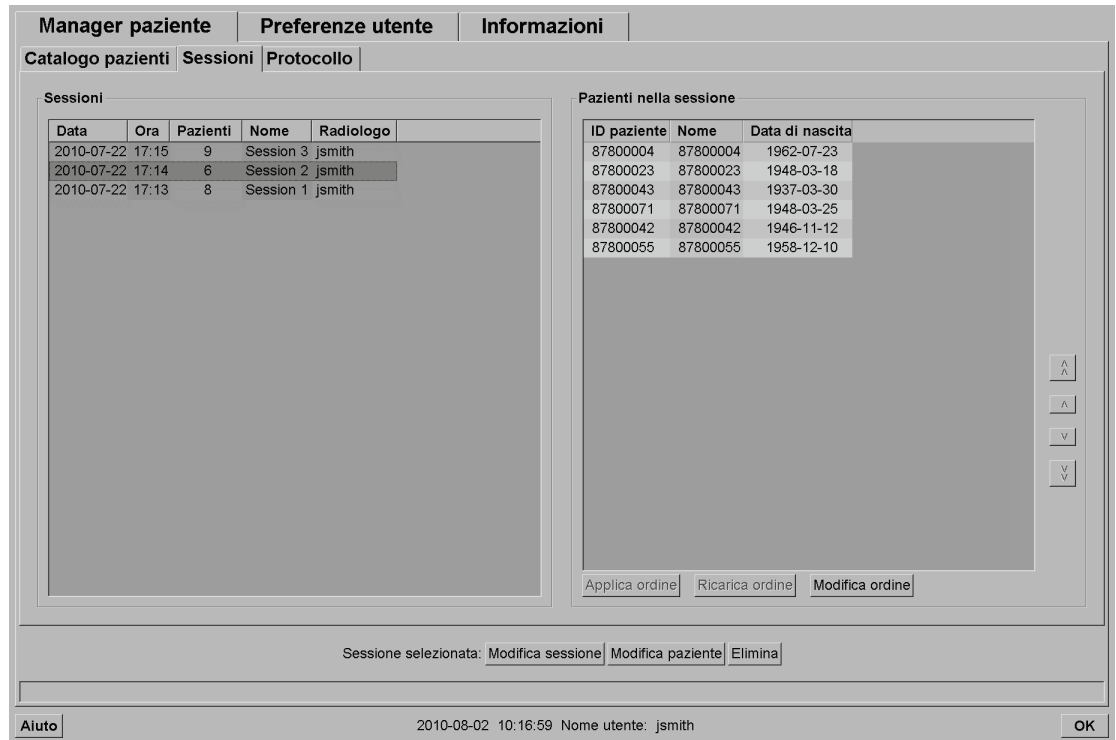 Manager paziente Preferenze utente Informazioni
Catalogo pazienti Sessioni Protocollo
Sessioni
Data Ora Pazienti Nome Radiologo
2010-07-22 17:15 9 Session 3 jsmith
2010-07-22 17:14 6 Session 2 jsmith
2010-07-22 17:13 8 Session 1 jsmith
Pazienti nella sessione
ID paziente Nome Data di nascita
87800004 87800004 1962-07-23
87800023 87800023 1948-03-18
87800043 87800043 1937-03-30
87800071 87800071 1948-03-25
87800042 87800042 1946-11-12
87800055 87800055 1958-12-10
Applica ordine Ricarica ordine Modifica ordine
Sessione selezionata: Modifica sessione Modifica paziente Elimina
Aiuto 2010-08-02 10:16:59 Nome utente: jsmith OK